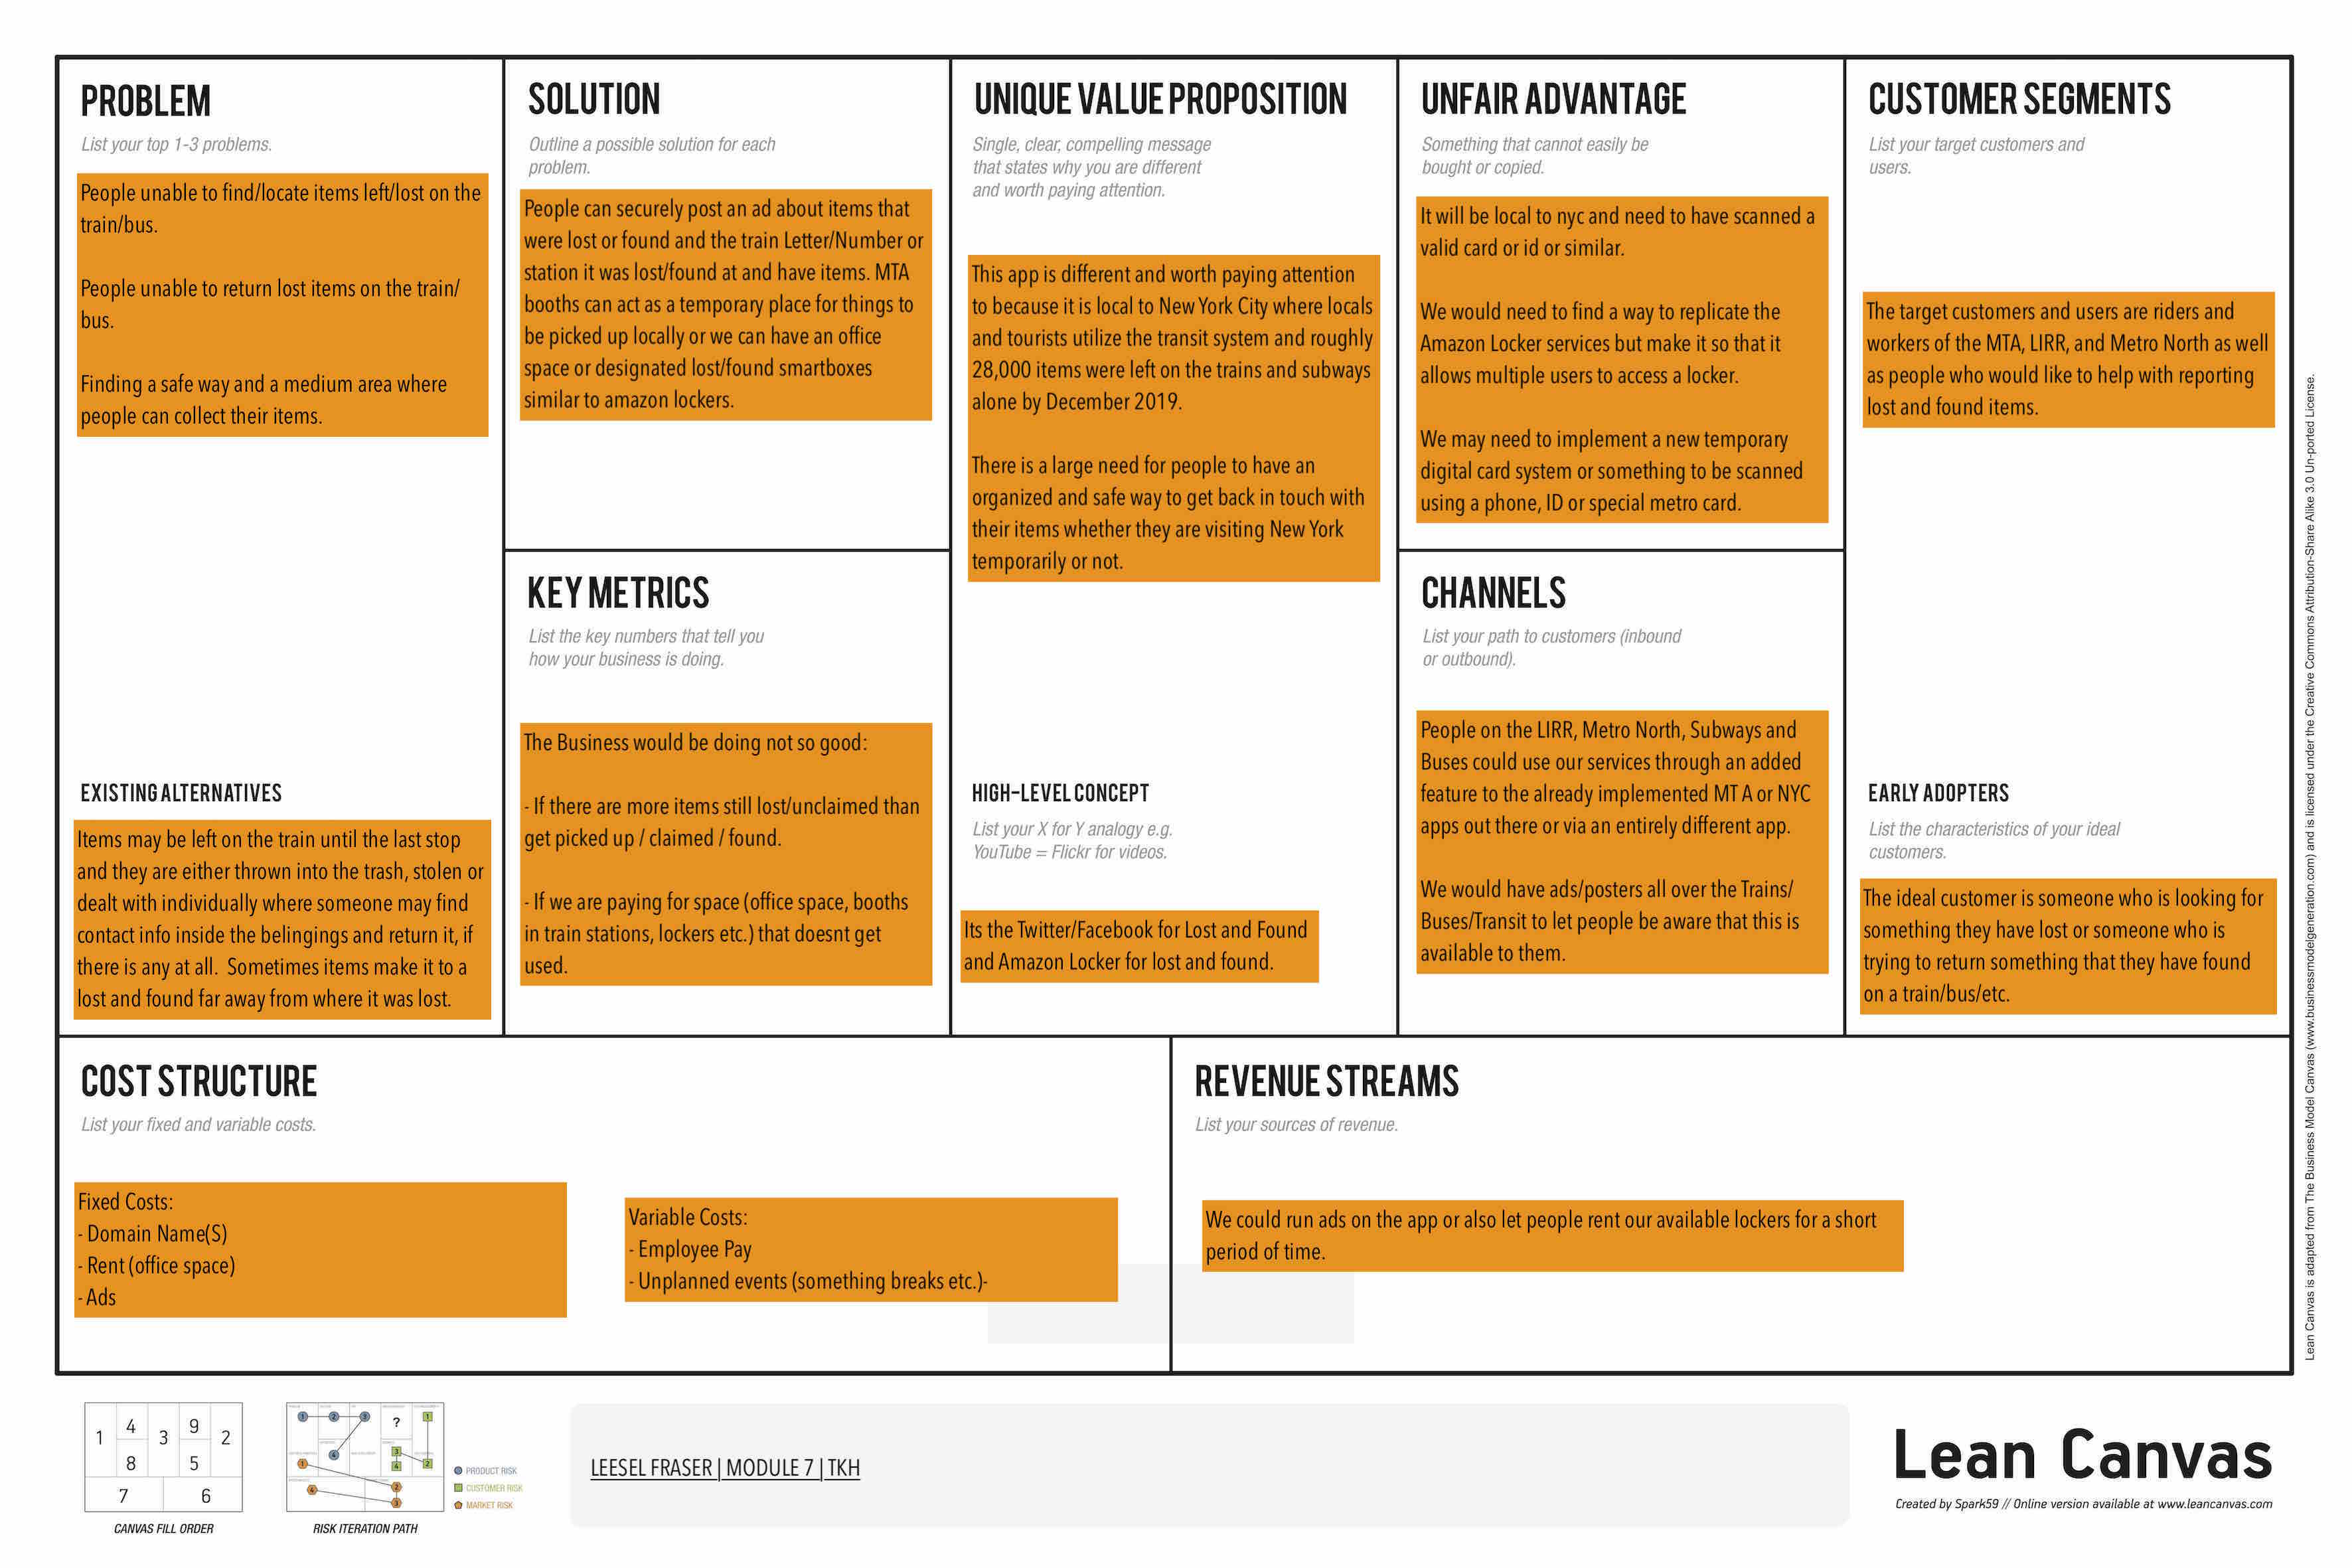 PROBLEM
List your top 1-3 problems.
People unable to find/locate items left/lost on the
train/bus.
People unable to return lost items on the train/
bus.
Finding a safe way and a medium area where
people can collect their items.
EXISTING ALTERNATIVES
Items may be left on the train until the last stop
and they are either thrown into the trash, stolen or
dealt with individually where someone may find
contact info inside the belingings and return it, if
there is any at all. Sometimes items make it to a
lost and found far away from where it was lost.
SOLUTION
Outline a possible solution for each
problem.
People can securely post an ad about items that
were lost or found and the train Letter/Number or
station it was lost/found at and have items. MTA
booths can act as a temporary place for things to
be picked up locally or we can have an office
space or designated lost/found smartboxes
similar to amazon lockers.
KEY METRICS
List the key numbers that tell you
how your business is doing.
The Business would be doing not so good:
- If there are more items still lost/unclaimed than
get picked up / claimed / found.
- If we are paying for space (office space, booths
in train stations, lockers etc.) that doesnt get
used.
UNIQUE VALUE PROPOSITION
Single, clear, compelling message
that states why you are different
and worth paying attention.
This app is different and worth paying attention
to because it is local to New York City where locals
and tourists utilize the transit system and roughly
28,000 items were left on the trains and subways
alone by December 2019.
There is a large need for people to have an
organized and safe way to get back in touch with
their items whether they are visiting New York
temporarily or not.
HIGH-LEVEL CONCEPT
List your X for Y analogy e.g.
YouTube = Flickr for videos.
Its the Twitter/Facebook for Lost and Found
and Amazon Locker for lost and found.
UNFAIR ADVANTAGE
Something that cannot easily be
bought or copied.
It will be local to nyc and need to have scanned a
valid card or id or similar.
We would need to find a way to replicate the
Amazon Locker services but make it so that it
allows multiple users to access a locker.
We may need to implement a new temporary
digital card system or something to be scanned
using a phone, ID or special metro card.
CHANNELS
List your path to customers (inbound
or outbound).
People on the LIRR, Metro North, Subways and
Buses could use our services through an added
feature to the already implemented MT A or NYC
apps out there or via an entirely different app.
We would have ads/posters all over the Trains/
Buses/Transit to let people be aware that this is
available to them.
CUSTOMER SEGMENTS
List your target customers and
users.
The target customers and users are riders and
workers of the MTA, LIRR, and Metro North as well
as people who would like to help with reporting
lost and found items.
EARLY ADOPTERS
List the characteristics of your ideal
customers.
The ideal customer is someone who is looking for
something they have lost or someone who is
trying to return something that they have found
on a train/bus/etc.
COST STRUCTURE
List your fixed and variable costs.
Fixed Costs:
- Domain Name(S)
- Rent (office space)
- Ads
Variable Costs:
- Employee Pay
- Unplanned events (something breaks etc.)-
REVENUE STREAMS
List your sources of revenue.
We could run ads on the app or also let people rent our available lockers for a short
period of time.
Lean Canvas is adapted from The Business Model Canvas (www.businessmodelgeneration.com) and is licensed under the Creative Commons Attribution-Share Alike 3.0 Un-ported License.
1 4 3 9 2
8 5
7 6
CANVAS FILL ORDER
1 2 3 ? 1
4 3
1 4 2
4 2
3
RISK ITERATION PATH
PRODUCT RISK
CUSTOMER RISK
MARKET RISK
LEESEL FRASER | MODULE 7 | TKH
Lean Canvas
Created by Spark59 // Online version available at www.leancanvas.com